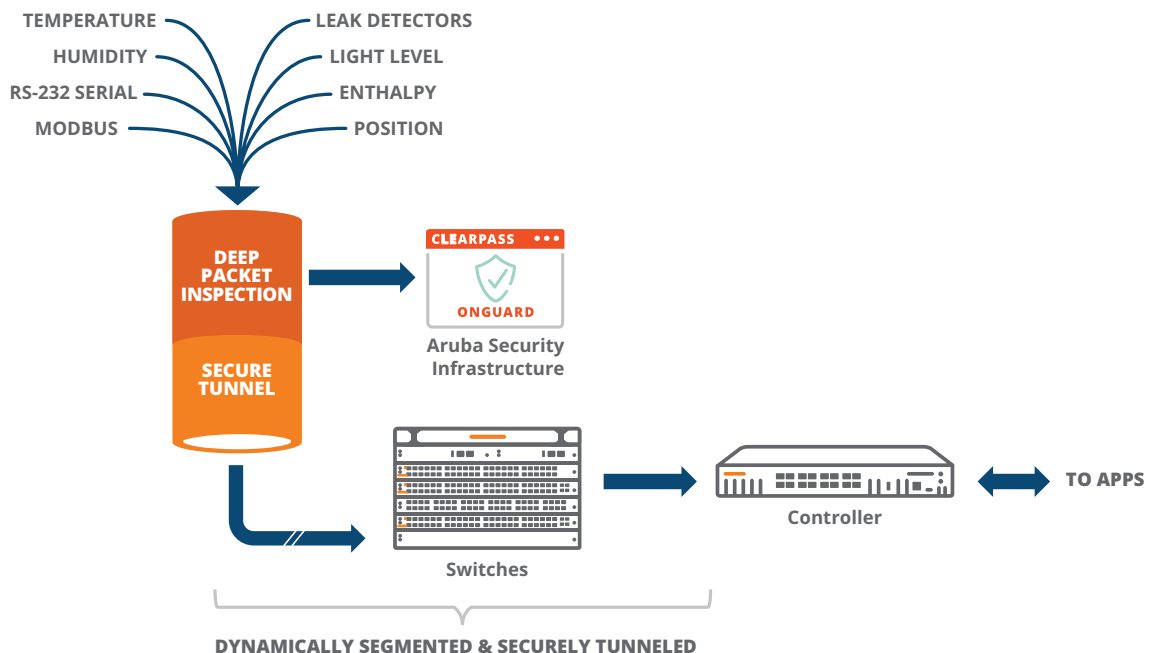 TEMPERATURE
HUMIDITY
RS-232 SERIAL
MODBUS
LEAK DETECTORS
LIGHT LEVEL
ENTHALPY
POSITION
DEEP
PACKET
INSPECTION
SECURE
TUNNEL
CLEARPASS
ONGUARD
Aruba Security
Infrastructure
Switches
Controller
TO APPS
DYNAMICALLY SEGMENTED & SECURELY TUNNELED